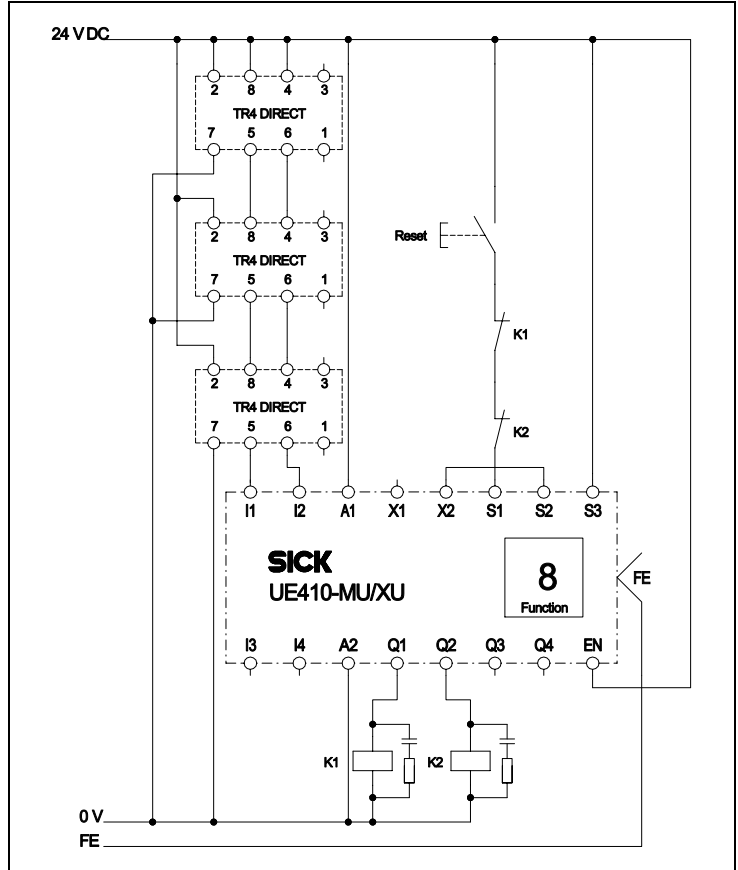 24 V DC
2 8 4 3
TR4 DIRECT
7 5 6 1
2 8 4 3
TR4 DIRECT
7 5 6 1
Reset
K1
2 8 4 3
TR4 DIRECT
7 5 6 1
K2
I1 I2 A1 X1 X2 S1 S2 S3
SICK
UE410-MU/XU
8
Function
FE
I3 I4 A2 Q1 Q2 Q3 Q4 EN
K1 K2
0 V
FE